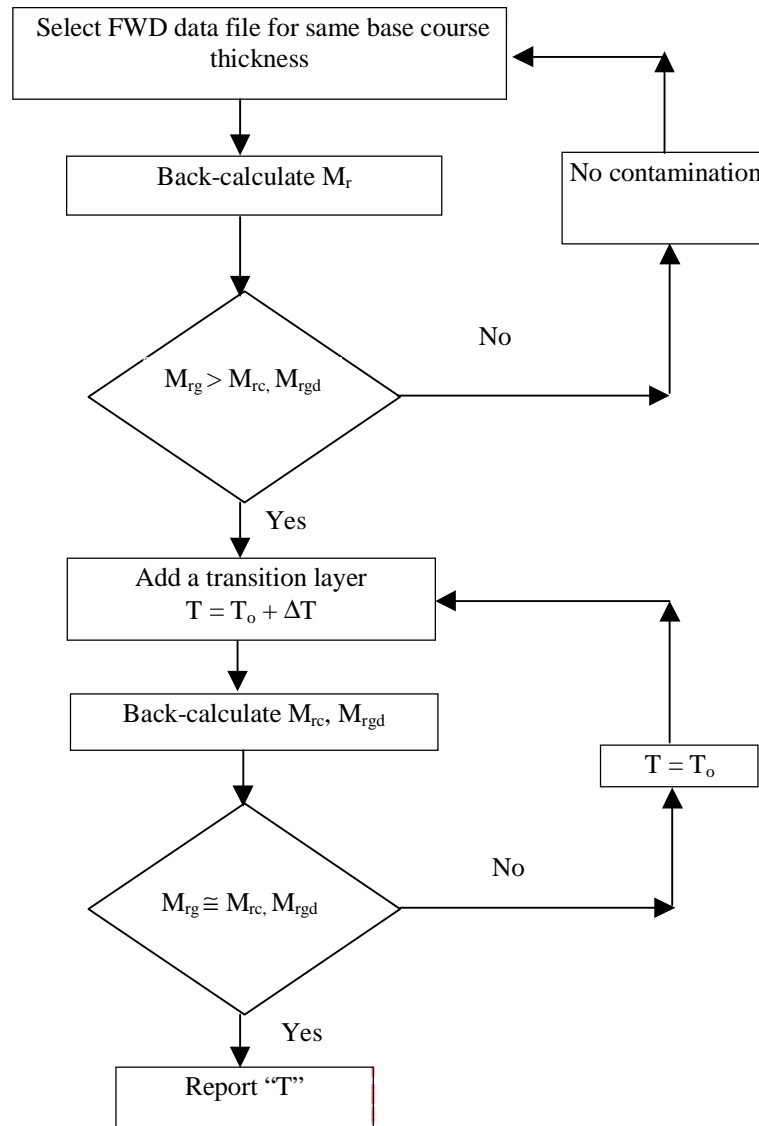 Select FWD data file for same base course
thickness
Back-calculate Mr
No contamination
No
Mrg > Mrc, Mrgd
Yes
Add a transition layer
T = To + ΔT
Back-calculate Mrc, Mrgd
T = To
No
Mrg ≅ Mrc, Mrgd
Yes
Report “T”